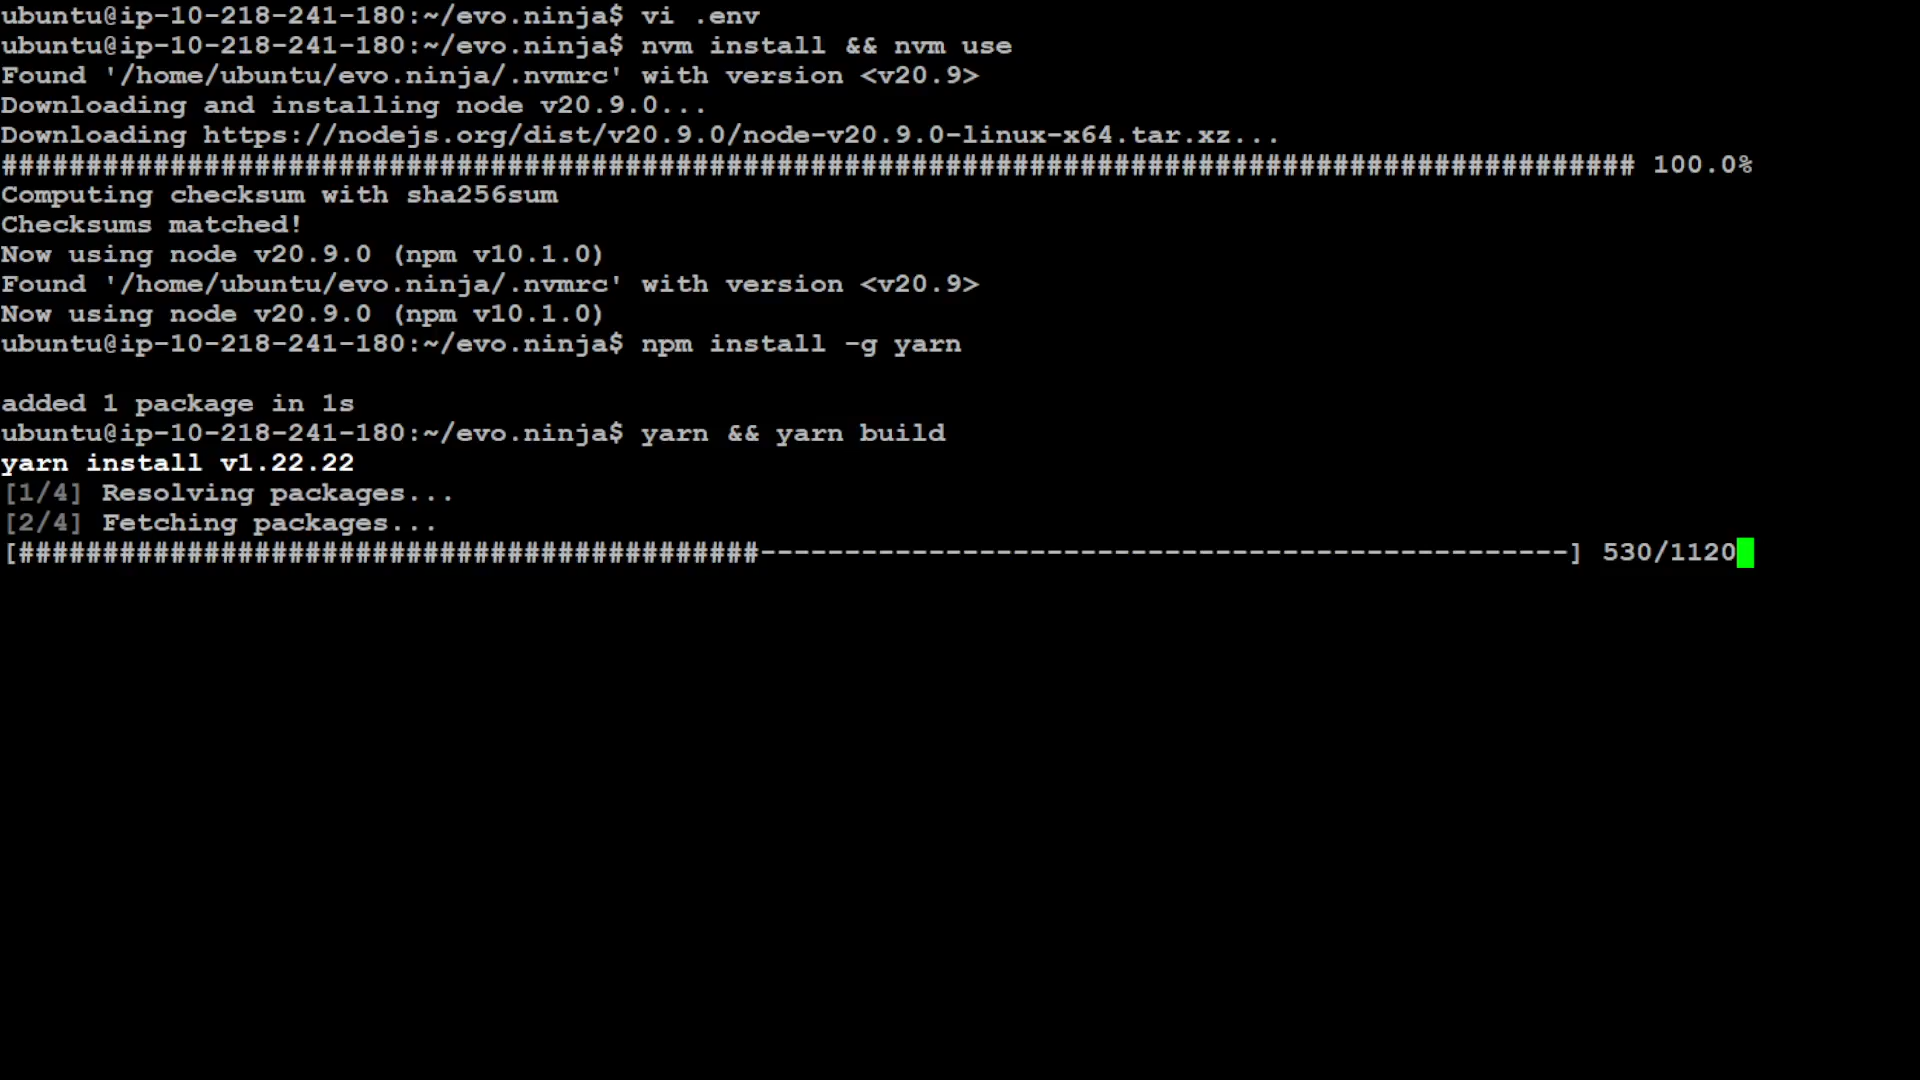 ubuntu@ip-10-218-241-180:~/evo.ninja$ vi .env
ubuntu@ip-10-218-241-180:~/evo.ninja$ nvm install && nvm use
Found '/home/ubuntu/evo.ninja/.nvmrc' with version <v20.9>
Downloading and installing node v20.9.0...
Downloading https://nodejs.org/dist/v20.9.0/node-v20.9.0-linux-x64.tar.xz...
################################################################################################# 100.0%
Computing checksum with sha256sum
Checksums matched!
Now using node v20.9.0 (npm v10.1.0)
Found '/home/ubuntu/evo.ninja/.nvmrc' with version <v20.9>
Now using node v20.9.0 (npm v10.1.0)
ubuntu@ip-10-218-241-180:~/evo.ninja$ npm install -g yarn
added 1 package in 1s
ubuntu@ip-10-218-241-180:~/evo.ninja$ yarn && yarn build
yarn install v1.22.22
[1/4] Resolving packages...
[2/4] Fetching packages...
[############################################------------------------------------------------] 530/1120